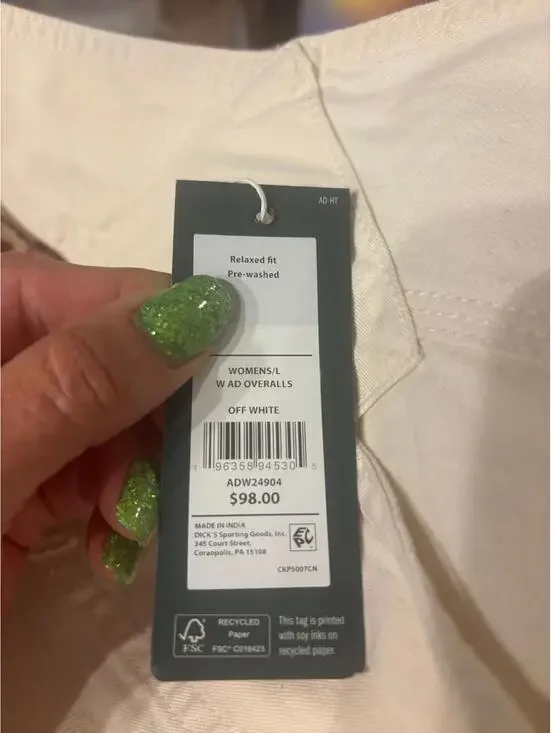 AD-HT
Relaxed fit
Pre-washed
WOMENS/L
W AD OVERALLS
OFF WHITE
1 96358 94530 5
ADW24904
$98.00
MADE IN INDIA
DICK'S Sporting Goods, Inc.
345 Court Street,
Coraopolis, PA 15108
EPC
CKP5007CN
FSC
RECYCLED
Paper
FSC® C018423
This tag is printed
with soy inks on
recycled paper.